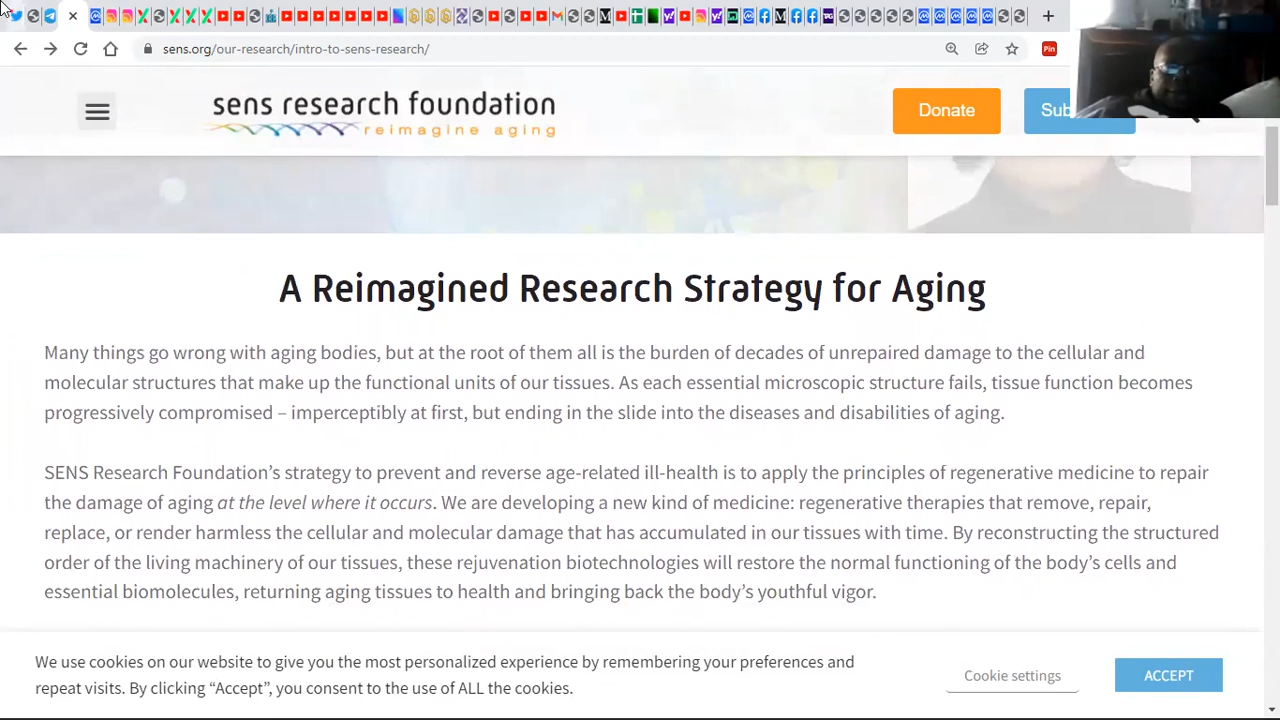 sens.org/our-research/intro-to-sens-research/
Pin
sens research foundation
reimagine aging
Donate
Sub
A Reimagined Research Strategy for Aging
Many things go wrong with aging bodies, but at the root of them all is the burden of decades of unrepaired damage to the cellular and
molecular structures that make up the functional units of our tissues. As each essential microscopic structure fails, tissue function becomes
progressively compromised – imperceptibly at first, but ending in the slide into the diseases and disabilities of aging.
SENS Research Foundation’s strategy to prevent and reverse age-related ill-health is to apply the principles of regenerative medicine to repair
the damage of aging at the level where it occurs. We are developing a new kind of medicine: regenerative therapies that remove, repair,
replace, or render harmless the cellular and molecular damage that has accumulated in our tissues with time. By reconstructing the structured
order of the living machinery of our tissues, these rejuvenation biotechnologies will restore the normal functioning of the body’s cells and
essential biomolecules, returning aging tissues to health and bringing back the body’s youthful vigor.
We use cookies on our website to give you the most personalized experience by remembering your preferences and
repeat visits. By clicking “Accept”, you consent to the use of ALL the cookies.
Cookie settings
ACCEPT